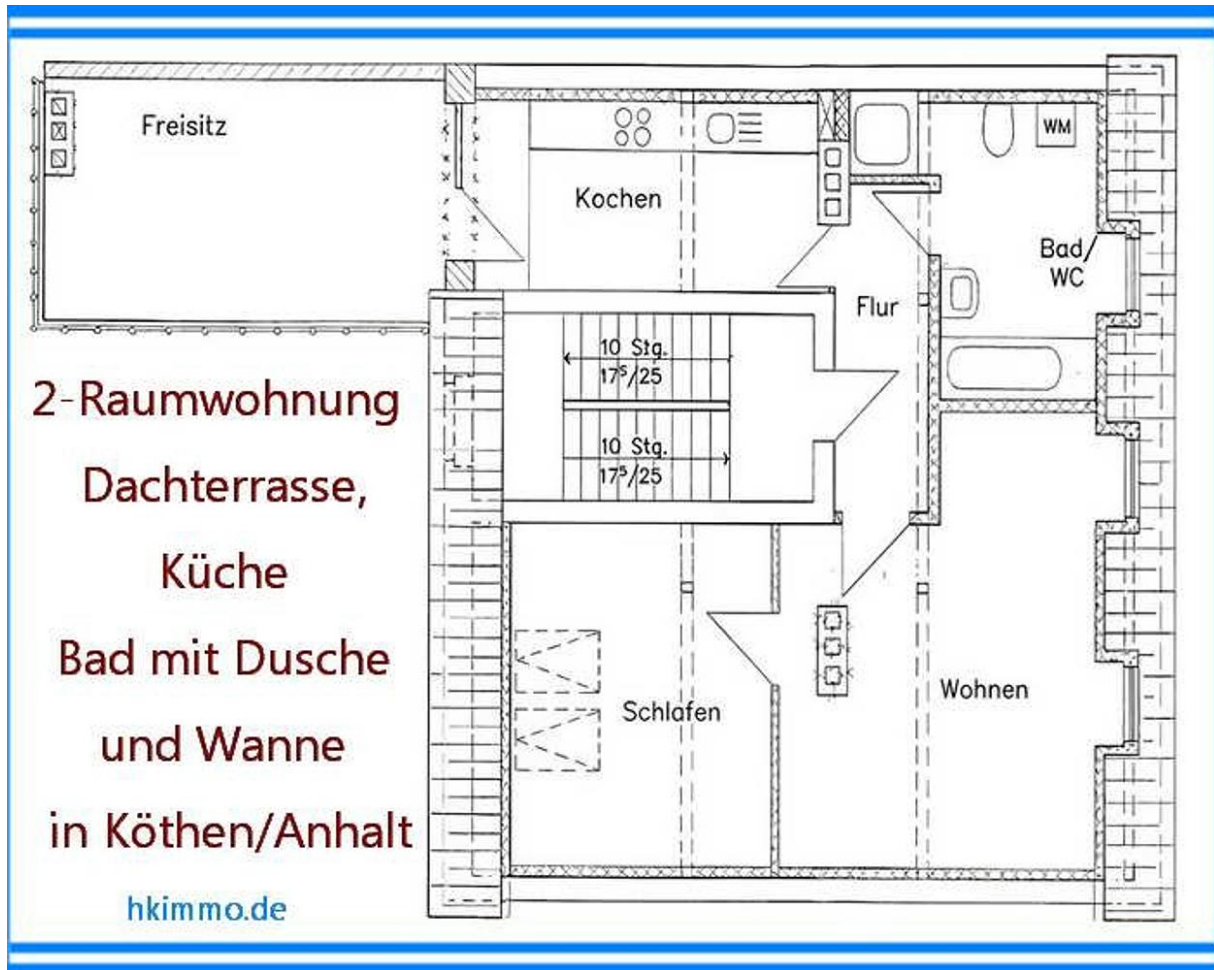 Freisitz
Kochen
WM
Bad/
WC
Flur
10 Stg.
17⁵/25
10 Stg.
17⁵/25
Schlafen
Wohnen
2-Raumwohnung
Dachterrasse,
Küche
Bad mit Dusche
und Wanne
in Köthen/Anhalt
hkimmo.de